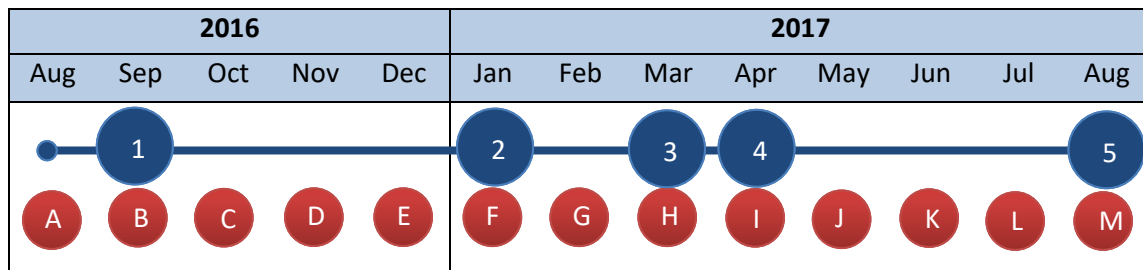 2016 2017
Aug Sep Oct Nov Dec Jan Feb Mar Apr May Jun Jul Aug
1 2 3 4 5
A B C D E F G H I J K L M